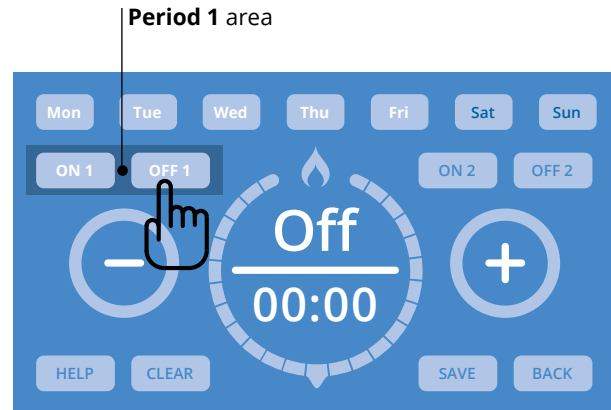 Period 1 area
Mon Tue Wed Thu Fri Sat Sun
ON 1 OFF 1 ON 2 OFF 2
Off
00:00
HELP CLEAR SAVE BACK